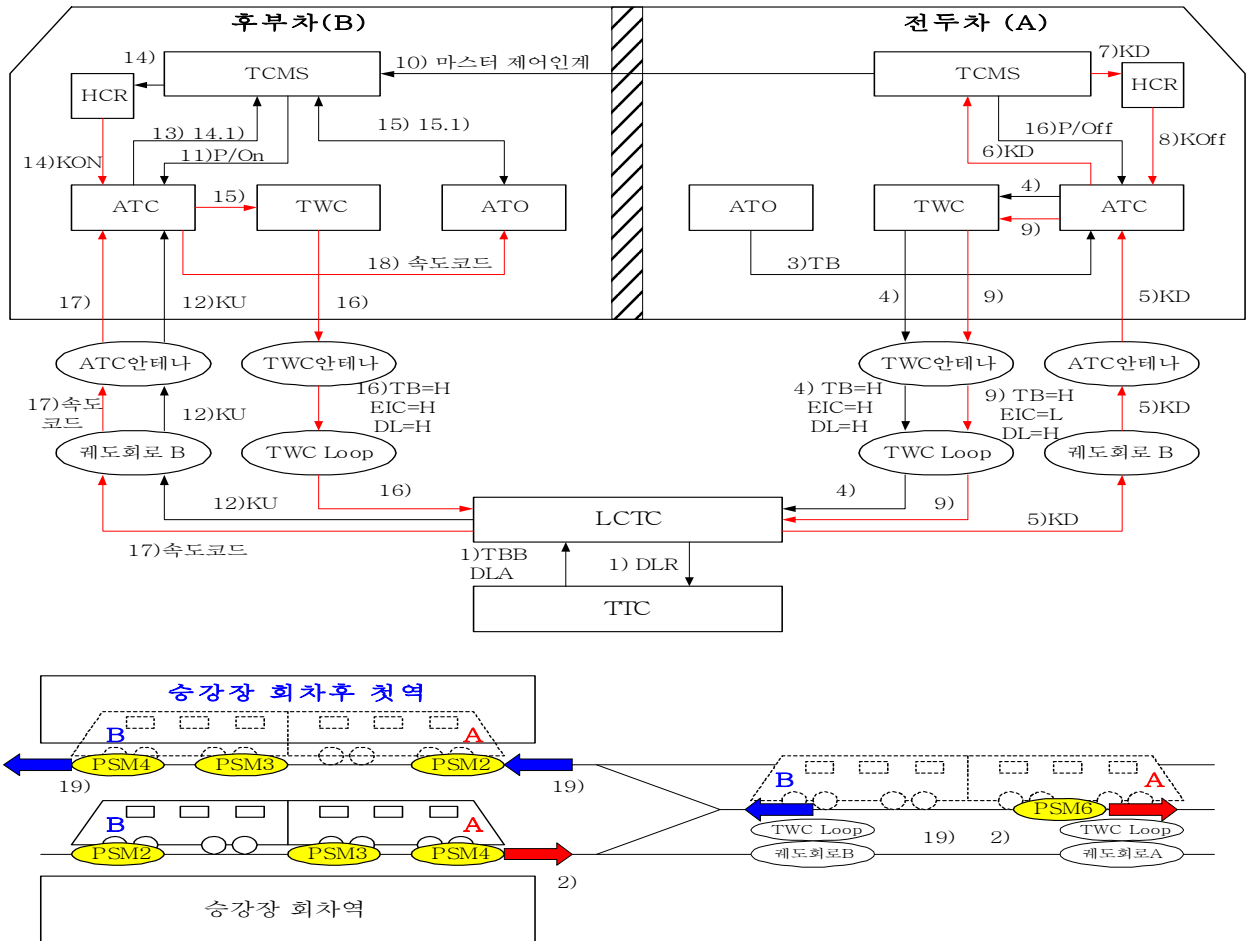 후부차(B)
전두차 (A)
14)
TCMS
10) 마스터 제어인계
TCMS
7)KD
HCR
HCR
13) 14.1)
15) 15.1)
16)P/Off
11)P/On
6)KD
8)KOff
14)KON
ATC
15)
TWC
ATO
ATO
TWC
4)
ATC
9)
18) 속도코드
3)TB
17)
12)KU
16)
4)
9)
5)KD
ATC안테나
TWC안테나
TWC안테나
ATC안테나
16)TB=H
EIC=H
DL=H
4) TB=H
EIC=H
DL=H
9) TB=H
EIC=L
DL=H
17)속도
코드
12)KU
5)KD
궤도회로 B
TWC Loop
TWC Loop
궤도회로 B
16)
4)
9)
12)KU
LCTC
5)KD
17)속도코드
1)TBB
DLA
1) DLR
TTC
승강장 회차후 첫역
B
A
PSM4
PSM3
PSM2
19)
19)
B
A
PSM6
B
A
PSM2
PSM3
PSM4
2)
TWC Loop
19)
2)
TWC Loop
궤도회로B
궤도회로A
승강장 회차역